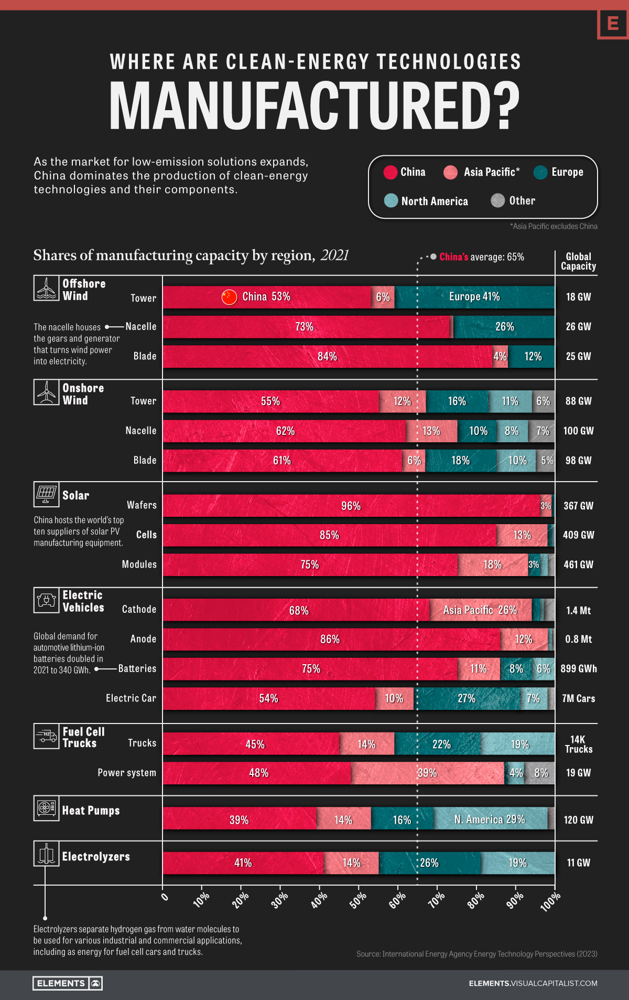 E
WHERE ARE CLEAN-ENERGY TECHNOLOGIES
MANUFACTURED?
As the market for low-emission solutions expands,
China dominates the production of clean-energy
technologies and their components.
China
Asia Pacific*
Europe
North America
Other
*Asia Pacific excludes China
Shares of manufacturing capacity by region, 2021
China's average: 65%
Global
Capacity
Offshore
Wind
Tower
China 53%
6%
Europe 41%
18 GW
The nacelle houses
the gears and generator
that turns wind power
into electricity.
Nacelle
73%
26%
26 GW
Blade
84%
4%
12%
25 GW
Onshore
Wind
Tower
55%
12%
16%
11%
6%
88 GW
Nacelle
62%
13%
10%
8%
7%
100 GW
Blade
61%
6%
18%
10%
5%
98 GW
Solar
China hosts the world's top
ten suppliers of solar PV
manufacturing equipment.
Wafers
96%
3%
367 GW
Cells
85%
13%
409 GW
Modules
75%
18%
3%
461 GW
Electric
Vehicles
Cathode
68%
Asia Pacific 26%
1.4 Mt
Anode
86%
12%
0.8 Mt
Global demand for
automotive lithium-ion
batteries doubled in
2021 to 340 GWh.
Batteries
75%
11%
8%
6%
899 GWh
Electric Car
54%
10%
27%
7%
7M Cars
H2
Fuel Cell
Trucks
Trucks
45%
14%
22%
19%
14K
Trucks
Power system
48%
39%
4%
8%
19 GW
Heat Pumps
39%
14%
16%
N. America 29%
120 GW
Electrolyzers
41%
14%
26%
19%
11 GW
0
10%
20%
30%
40%
50%
60%
70%
80%
90%
100%
Electrolyzers separate hydrogen gas from water molecules to
be used for various industrial and commercial applications,
including as energy for fuel cell cars and trucks.
Source: International Energy Agency Energy Technology Perspectives (2023)
ELEMENTS
ELEMENTS.VISUALCAPITALIST.COM